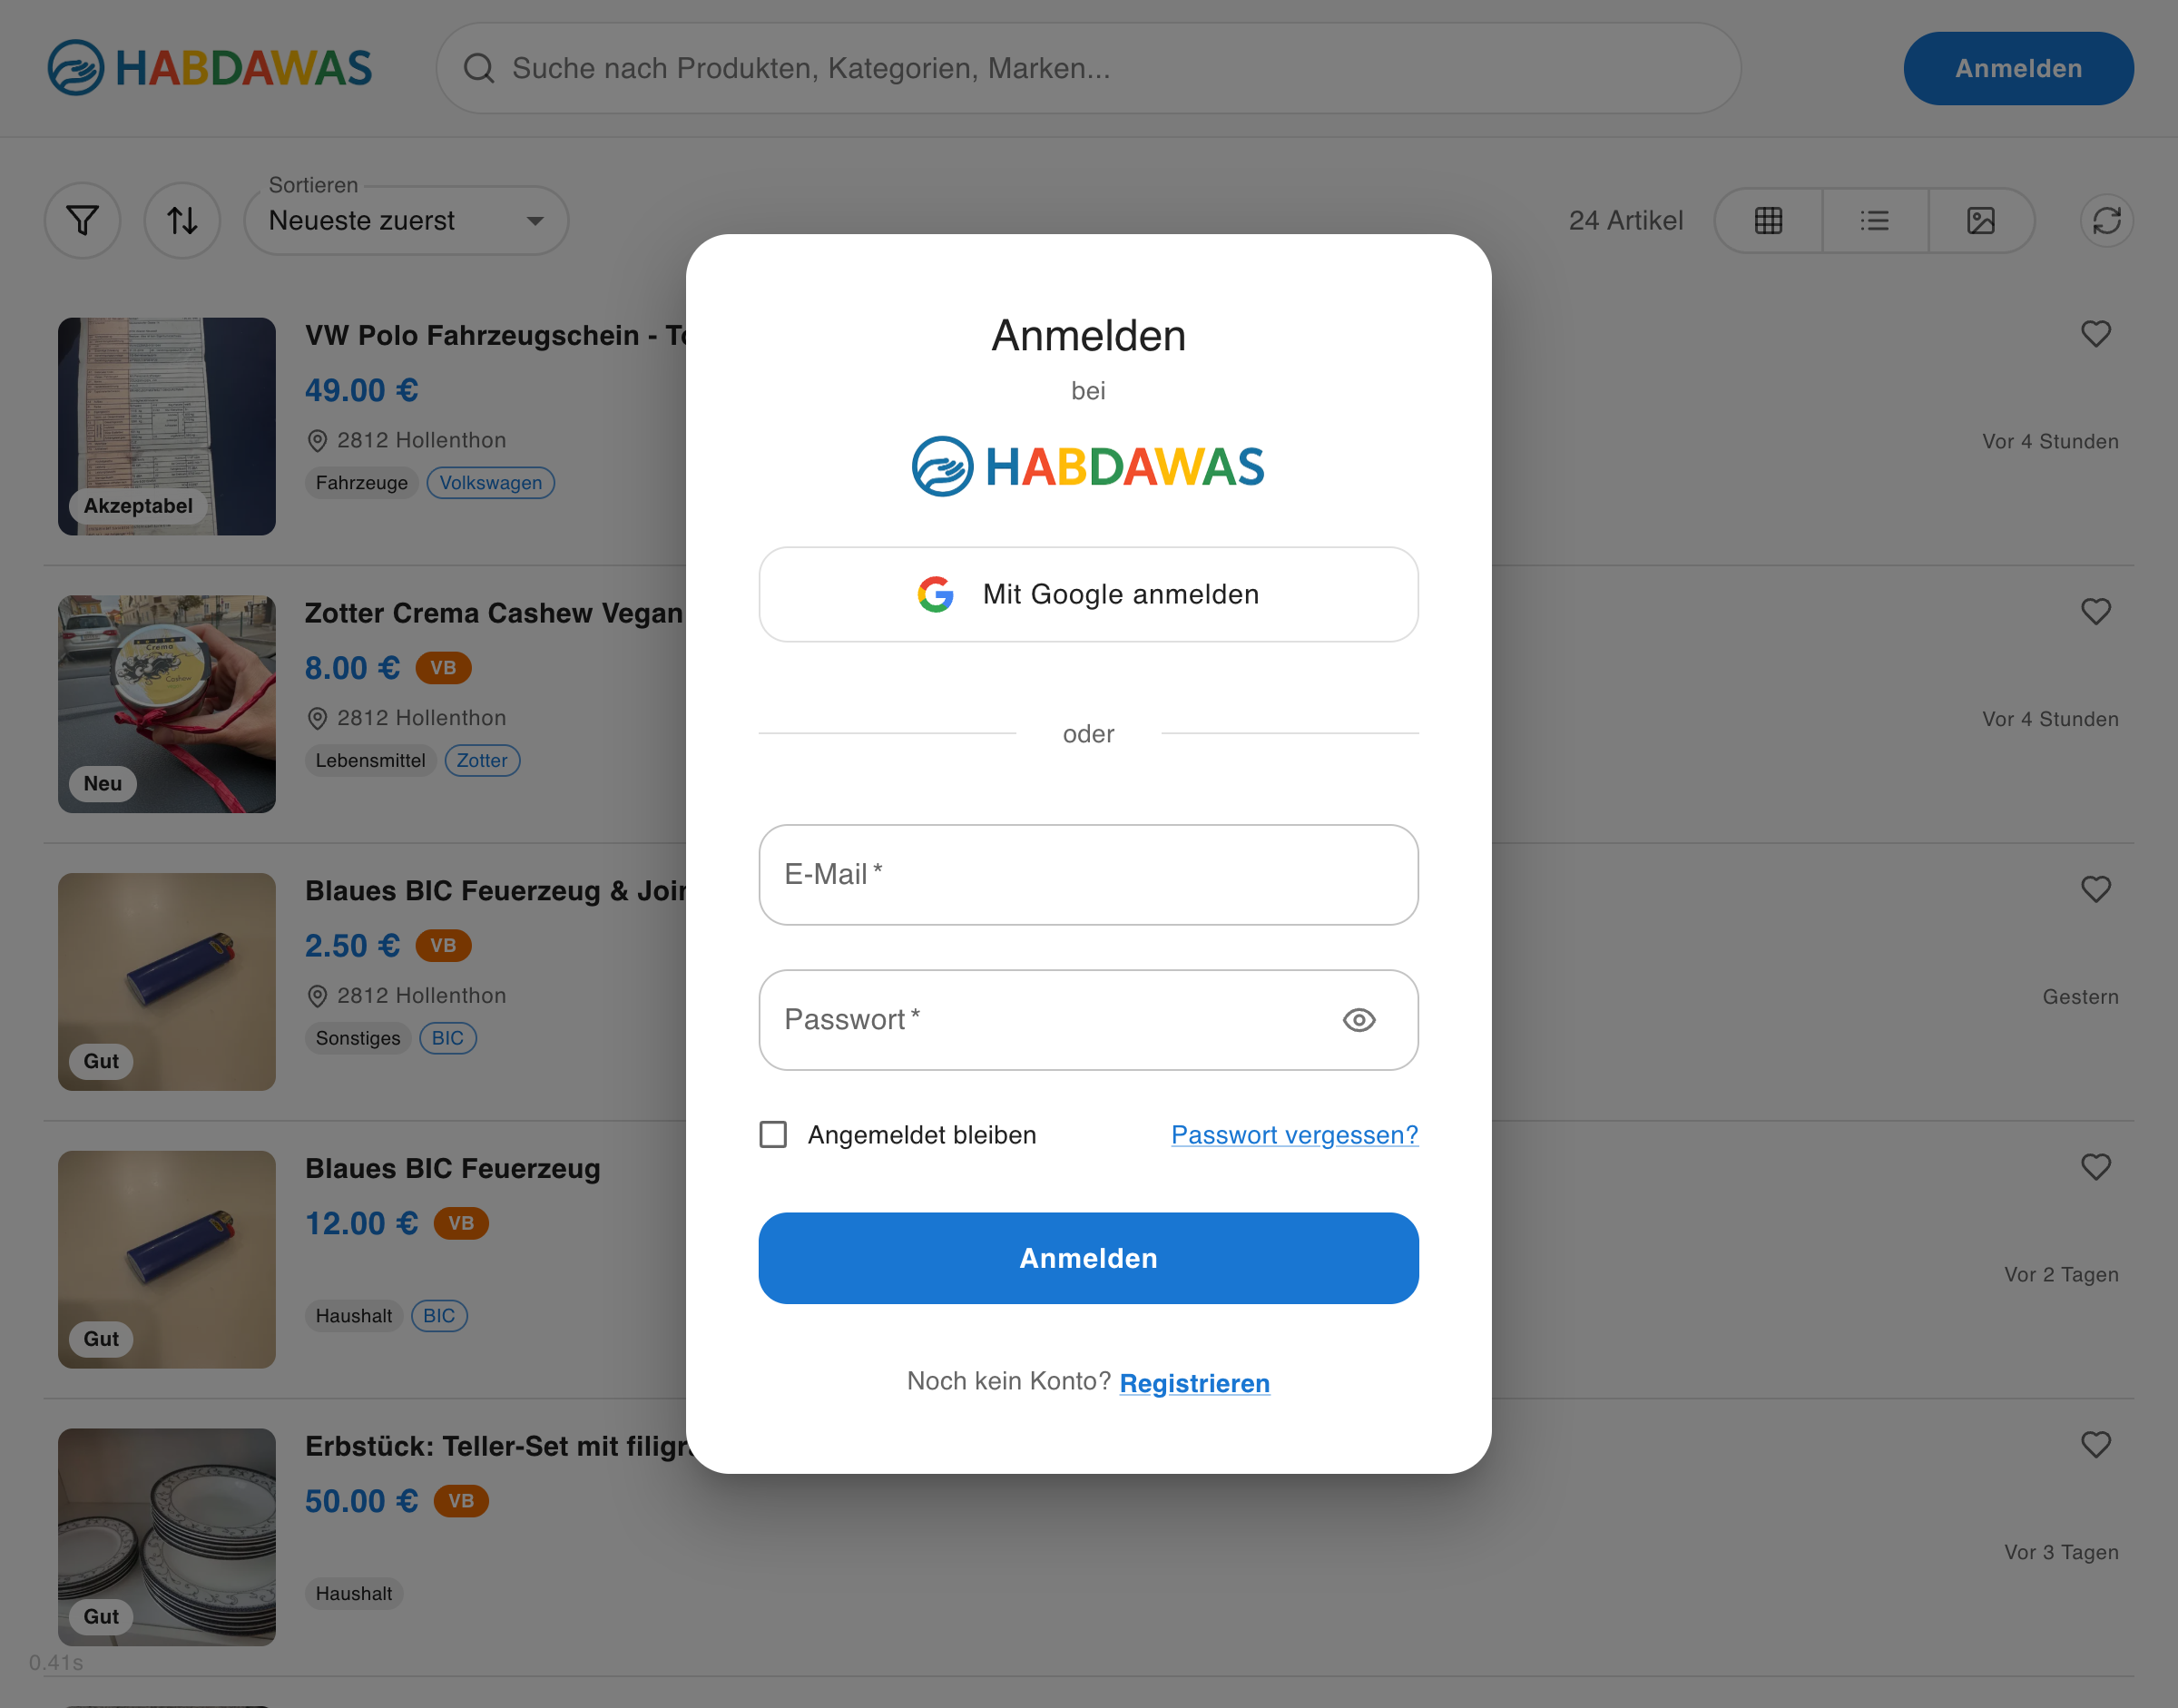 HABDAWAS
Suche nach Produkten, Kategorien, Marken...
Anmelden
Sortieren
Neueste zuerst
24 Artikel
VW Polo Fahrzeugschein - To
49.00 €
2812 Hollenthon
Fahrzeuge Volkswagen
Akzeptabel
Vor 4 Stunden
Zotter Crema Cashew Vegan
8.00 € VB
2812 Hollenthon
Lebensmittel Zotter
Crema
Cashew
Neu
Vor 4 Stunden
Blaues BIC Feuerzeug & Join
2.50 € VB
2812 Hollenthon
Sonstiges BIC
Gut
Gestern
Blaues BIC Feuerzeug
12.00 € VB
Haushalt BIC
Gut
Vor 2 Tagen
Erbstück: Teller-Set mit filigr
50.00 € VB
Haushalt
Gut
Vor 3 Tagen
0.41s
Anmelden
bei
HABDAWAS
Mit Google anmelden
oder
E-Mail *
Passwort *
Angemeldet bleiben Passwort vergessen?
Anmelden
Noch kein Konto? Registrieren